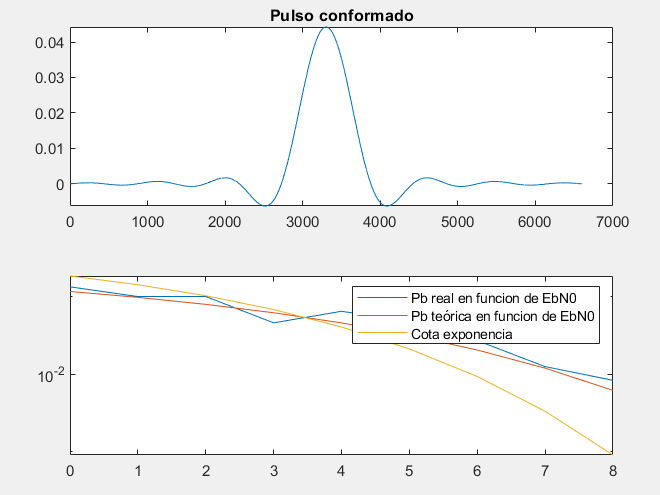 Pulso conformado
0.04
0.03
0.02
0.01
0
0 1000 2000 3000 4000 5000 6000 7000
Pb real en funcion de EbN0
Pb teórica en funcion de EbN0
Cota exponencia
10-2
0 1 2 3 4 5 6 7 8